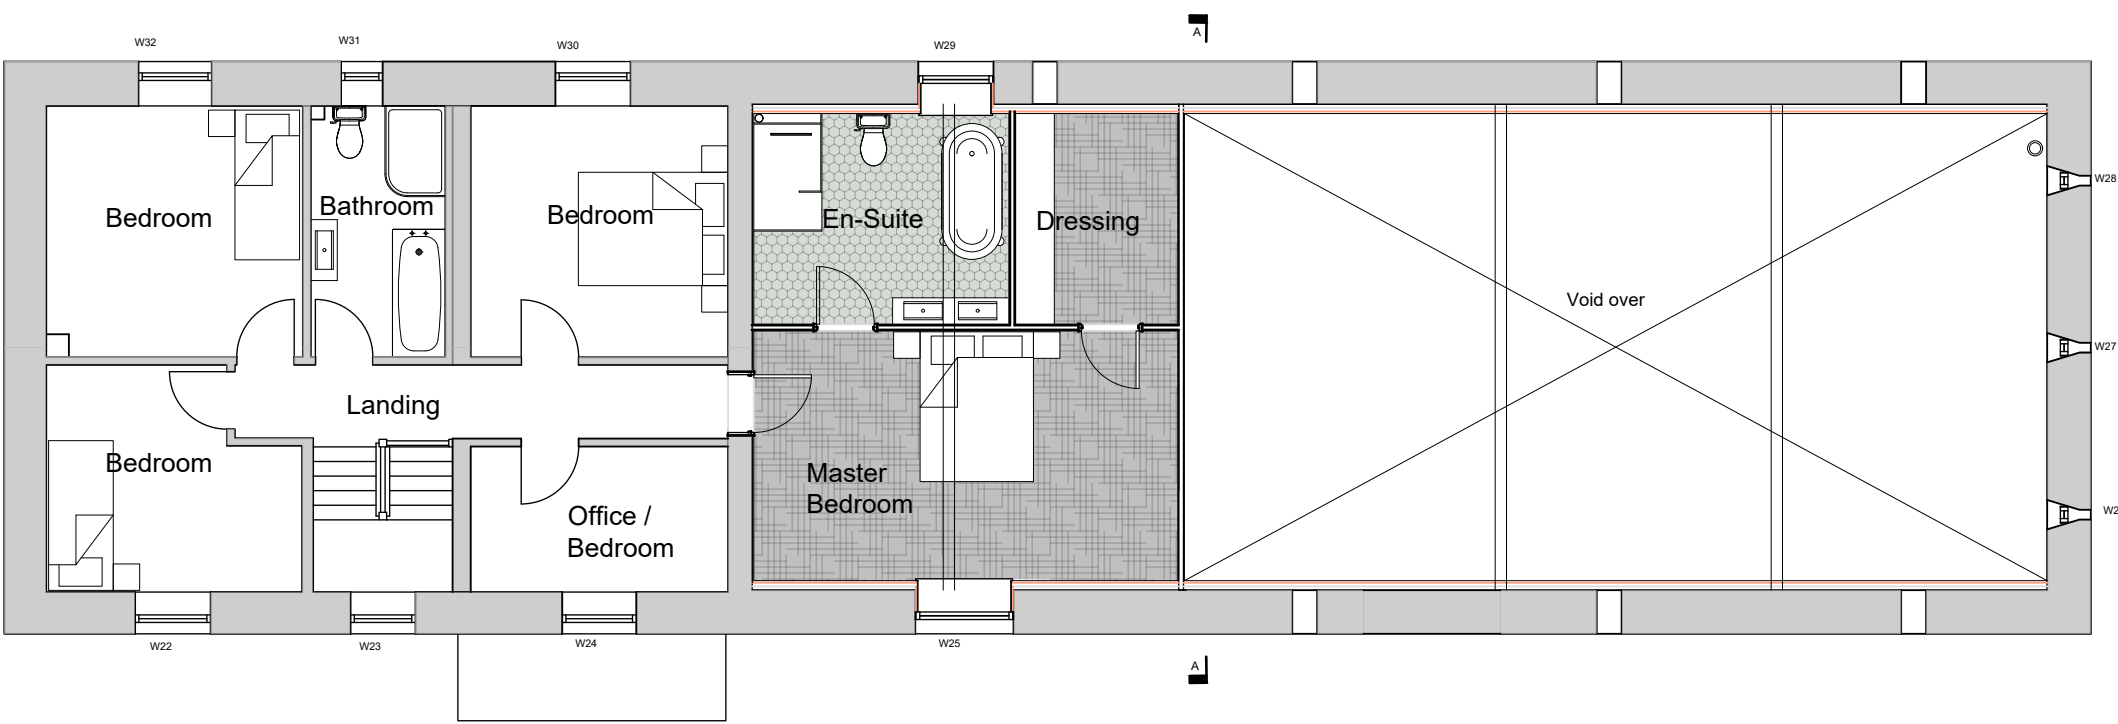 A
W32
W31
W30
W29
W28
Bedroom
Bathroom
Bedroom
En-Suite
Dressing
Void over
W27
Landing
Bedroom
Master
Bedroom
Office /
Bedroom
W2
W22
W23
W24
W25
A